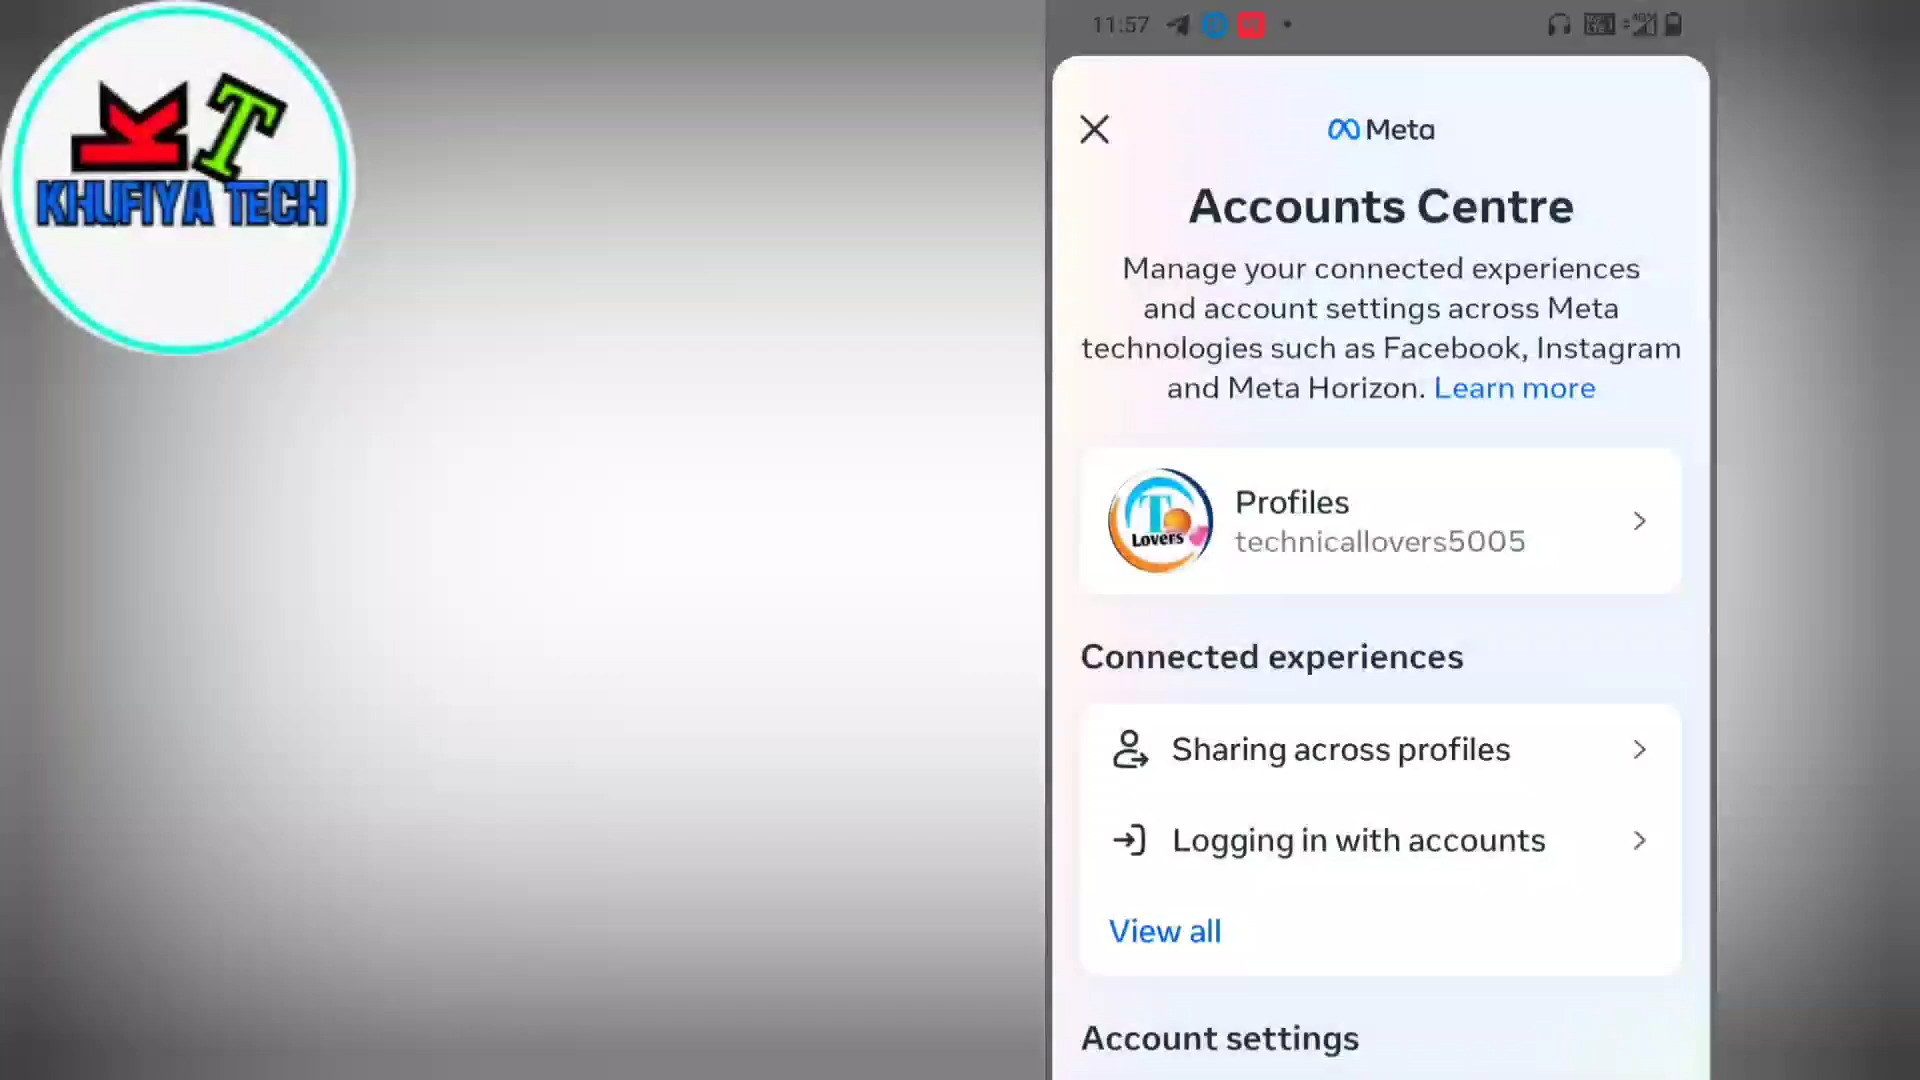 KT
KHUFIYA TECH
11:57
Meta
Accounts Centre
Manage your connected experiences
and account settings across Meta
technologies such as Facebook, Instagram
and Meta Horizon. Learn more
T
Lovers
Profiles
technicallovers5005
Connected experiences
Sharing across profiles
Logging in with accounts
View all
Account settings